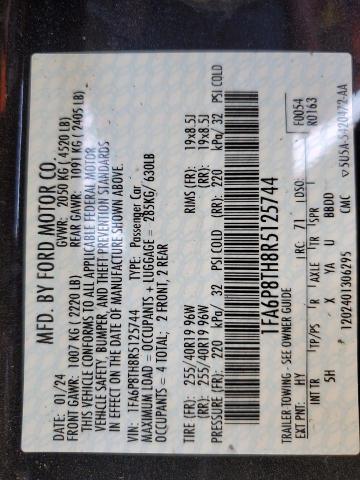 MFD. BY FORD MOTOR CO.
DATE: 01/24 GVWR: 2050 KG ( 4520 LB)
FRONT GAWR: 1007 KG ( 2220 LB) REAR GAWR: 1091 KG ( 2405 LB)
THIS VEHICLE CONFORMS TO ALL APPLICABLE FEDERAL MOTOR
VEHICLE SAFETY, BUMPER, AND THEFT PREVENTION STANDARDS
IN EFFECT ON THE DATE OF MANUFACTURE SHOWN ABOVE.
VIN: 1FA6P8TH8R5125744 TYPE: Passenger Car
MAXIMUM LOAD = OCCUPANTS + LUGGAGE = 285KG/ 630LB
OCCUPANTS = 4 TOTAL; 2 FRONT, 2 REAR
TIRE (FR): 255/40R19 96W RIMS (FR): 19x8.5J
(RR): 255/40R19 96W (RR): 19x8.5J
PRESSURE (FR): 220 kPa/ 32 PSI COLD (RR): 220 kPa/ 32 PSI COLD
1FA6P8TH8R5125744
TRAILER TOWING - SEE OWNER GUIDE F0054
EXT PNT: HY RC: 71 DSO: R0163
INT TR TP/PS R AXLE TR SPR
5H X YA U BBDD
1202401306295 CMC